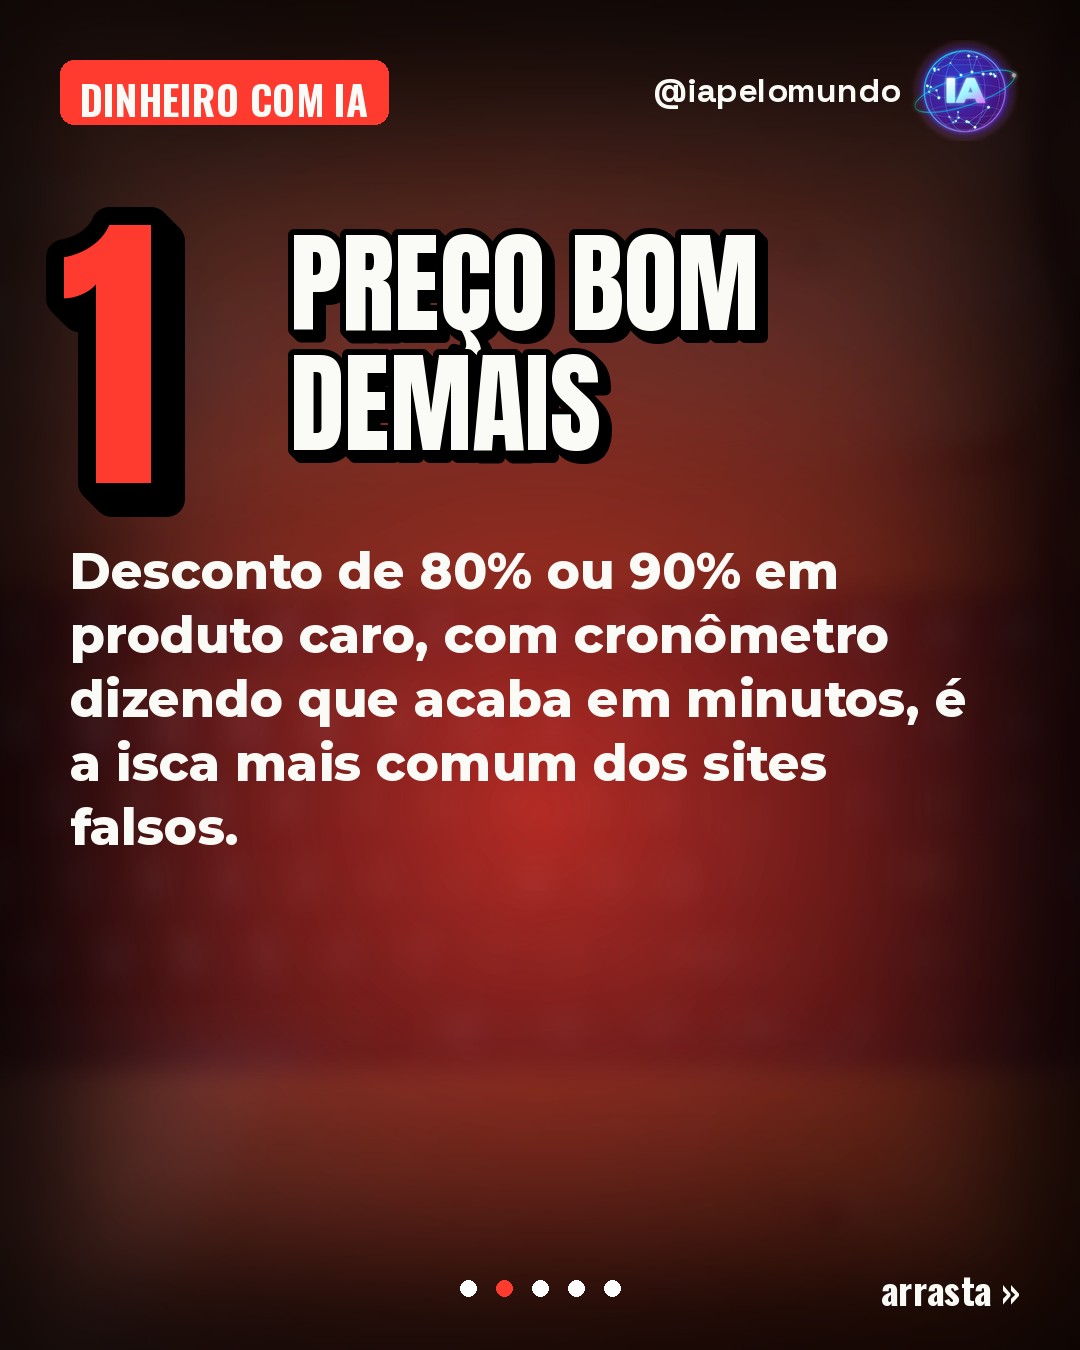 DINHEIRO COM IA
@iapelomundo
IA
1
PREÇO BOM
DEMAIS
Desconto de 80% ou 90% em
produto caro, com cronômetro
dizendo que acaba em minutos, é
a isca mais comum dos sites
falsos.
arrasta »